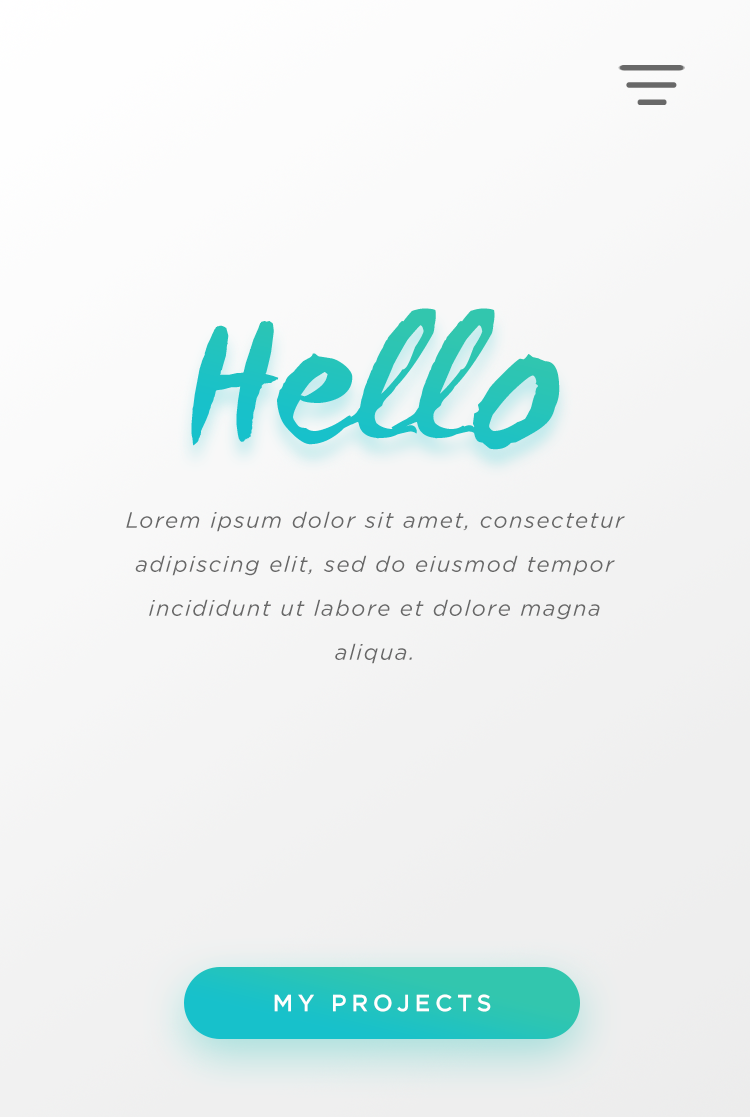 Hello
Lorem ipsum dolor sit amet, consectetur
adipiscing elit, sed do eiusmod tempor
incididunt ut labore et dolore magna
aliqua.
MY PROJECTS